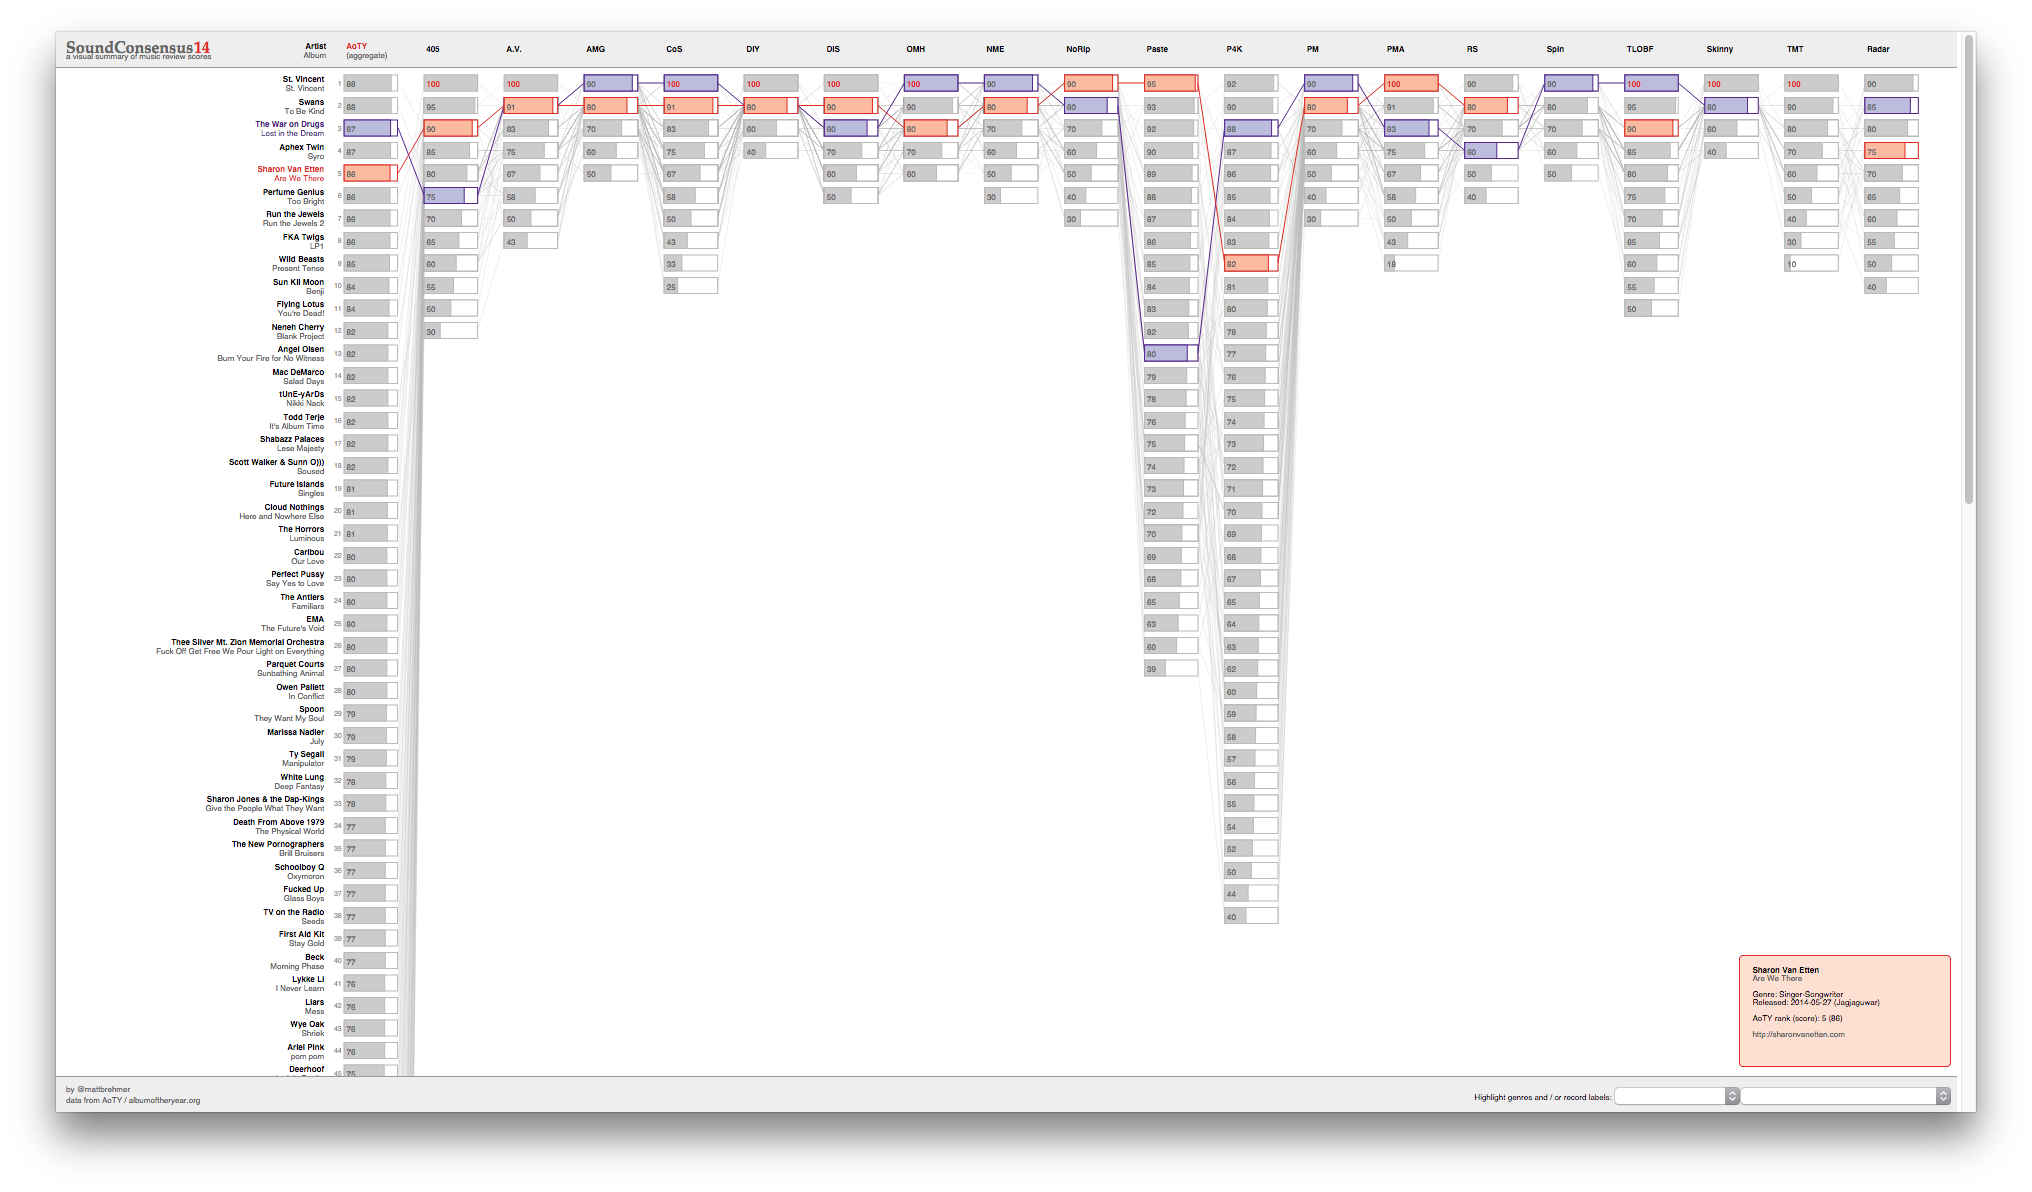 SoundConsensus14
a visual summary of music review scores
Artist
Album
AoTY
(aggregate)
405 A.V. AMG CoS DIY DIS OMH NME NoRip Paste P4K PM PMA RS Spin TLOBF Skinny TMT Radar
St. Vincent
St. Vincent
1 88 100 100 90 100 100 100 100 90 90 95 92 90 100 90 90 100 100 100 90
Swans
To Be Kind
2 88 95 91 80 91 80 90 90 80 80 93 90 80 91 80 80 95 80 90 85
The War on Drugs
Lost in the Dream
3 87 90 83 70 83 60 80 80 70 70 92 88 70 83 70 70 90 60 80 80
Aphex Twin
Syro
4 87 85 75 60 75 40 70 70 60 60 90 87 60 75 60 60 85 40 70 75
Sharon Van Etten
Are We There
5 86 80 67 50 67 60 60 50 50 89 86 50 67 50 50 80 60 70
Perfume Genius
Too Bright
6 86 75 58 58 50 30 40 88 85 40 58 40 75 50 65
Run the Jewels
Run the Jewels 2
7 86 70 50 50 30 87 84 30 50 70 40 60
FKA Twigs
LP1
8 86 65 43 43 86 83 43 65 30 55
Wild Beasts
Present Tense
9 85 60 33 85 82 18 60 10 50
Sun Kil Moon
Benji
10 84 55 25 84 81 55 40
Flying Lotus
You're Dead!
11 84 50 83 80 50
Neneh Cherry
Blank Project
12 82 30 82 78
Angel Olsen
Burn Your Fire for No Witness
13 82 80 77
Mac DeMarco
Salad Days
14 82 79 76
tUnE-yArDs
Nikki Nack
15 82 78 75
Todd Terje
It's Album Time
16 82 76 74
Shabazz Palaces
Lese Majesty
17 82 75 73
Scott Walker & Sunn O)))
Soused
18 82 74 72
Future Islands
Singles
19 81 73 71
Cloud Nothings
Here and Nowhere Else
20 81 72 70
The Horrors
Luminous
21 81 70 69
Caribou
Our Love
22 80 69 68
Perfect Pussy
Say Yes to Love
23 80 68 67
The Antlers
Familiars
24 80 65 65
EMA
The Future's Void
25 80 63 64
Thee Silver Mt. Zion Memorial Orchestra
Fuck Off Get Free We Pour Light on Everything
26 80 60 63
Parquet Courts
Sunbathing Animal
27 80 39 62
Owen Pallett
In Conflict
28 80 60
Spoon
They Want My Soul
29 79 59
Marissa Nadler
July
30 79 58
Ty Segall
Manipulator
31 79 57
White Lung
Deep Fantasy
32 78 56
Sharon Jones & the Dap-Kings
Give the People What They Want
33 78 55
Death From Above 1979
The Physical World
34 77 54
The New Pornographers
Brill Bruisers
35 77 52
Schoolboy Q
Oxymoron
36 77 50
Fucked Up
Glass Boys
37 77 44
TV on the Radio
Seeds
38 77 40
First Aid Kit
Stay Gold
39 77
Beck
Morning Phase
40 77
Lykke Li
I Never Learn
41 76
Liars
Mess
42 76
Wye Oak
Shriek
43 76
Ariel Pink
pom pom
44 76
Deerhoof
45 75
Sharon Van Etten
Are We There
Genre: Singer-Songwriter
Released: 2014-05-27 (Jagjaguwar)
AoTY rank (score): 5 (86)
http://sharonvanetten.com
by @mattbrehmer
data from AoTY / albumoftheyear.org
Highlight genres and / or record labels: